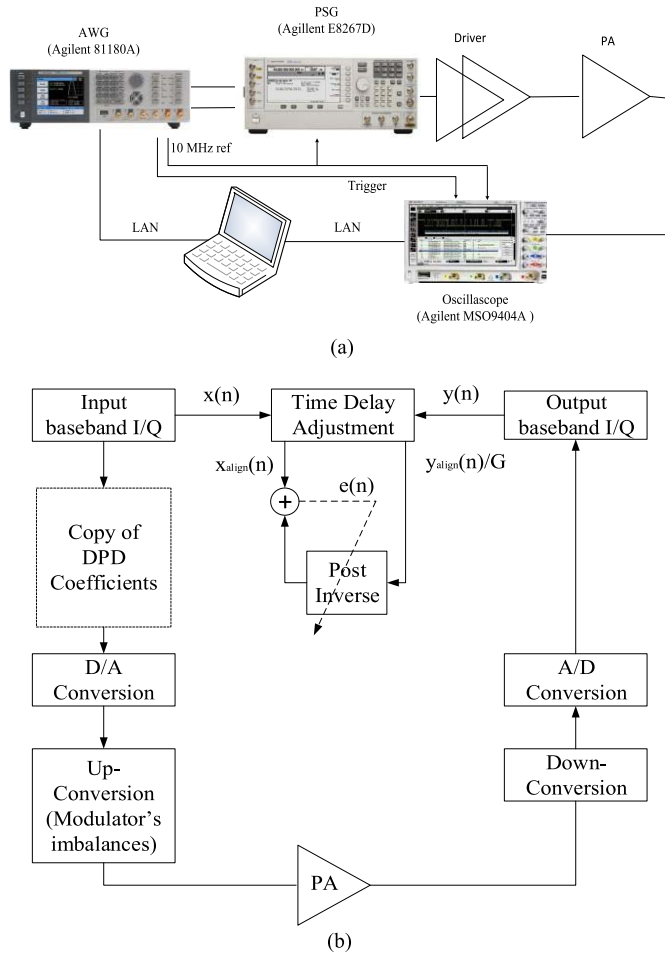 AWG
(Agilent 81180A)
PSG
(Agillent E8267D)
Driver
PA
10 MHz ref
Trigger
LAN
LAN
Oscillascope
(Agilent MSO9404A )
(a)
Input
baseband I/Q
x(n)
Time Delay
Adjustment
y(n)
Output
baseband I/Q
xalign(n)
yalign(n)/G
e(n)
+
Copy of
DPD
Coefficients
Post
Inverse
D/A
Conversion
A/D
Conversion
Up-
Conversion
(Modulator's
imbalances)
Down-
Conversion
PA
(b)